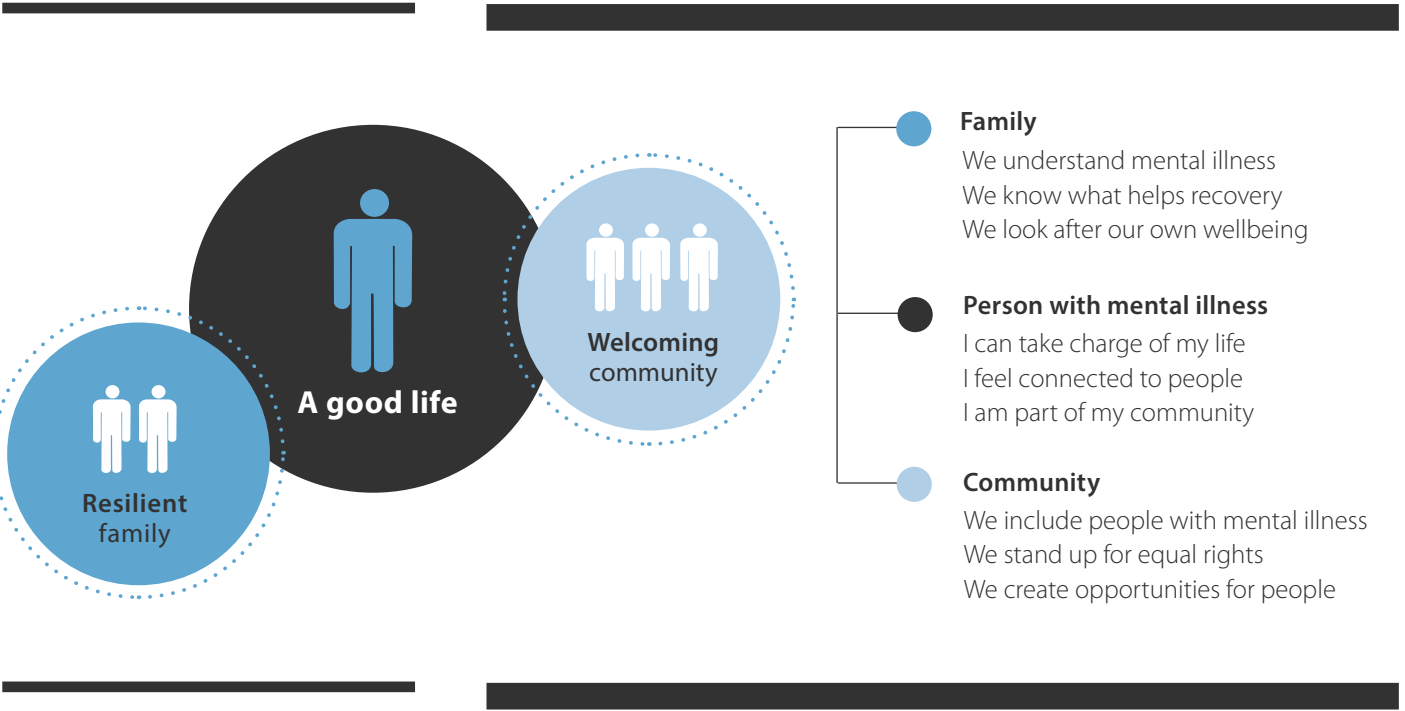 A good life
Resilient
family
Welcoming
community
Family
We understand mental illness
We know what helps recovery
We look after our own wellbeing
Person with mental illness
I can take charge of my life
I feel connected to people
I am part of my community
Community
We include people with mental illness
We stand up for equal rights
We create opportunities for people